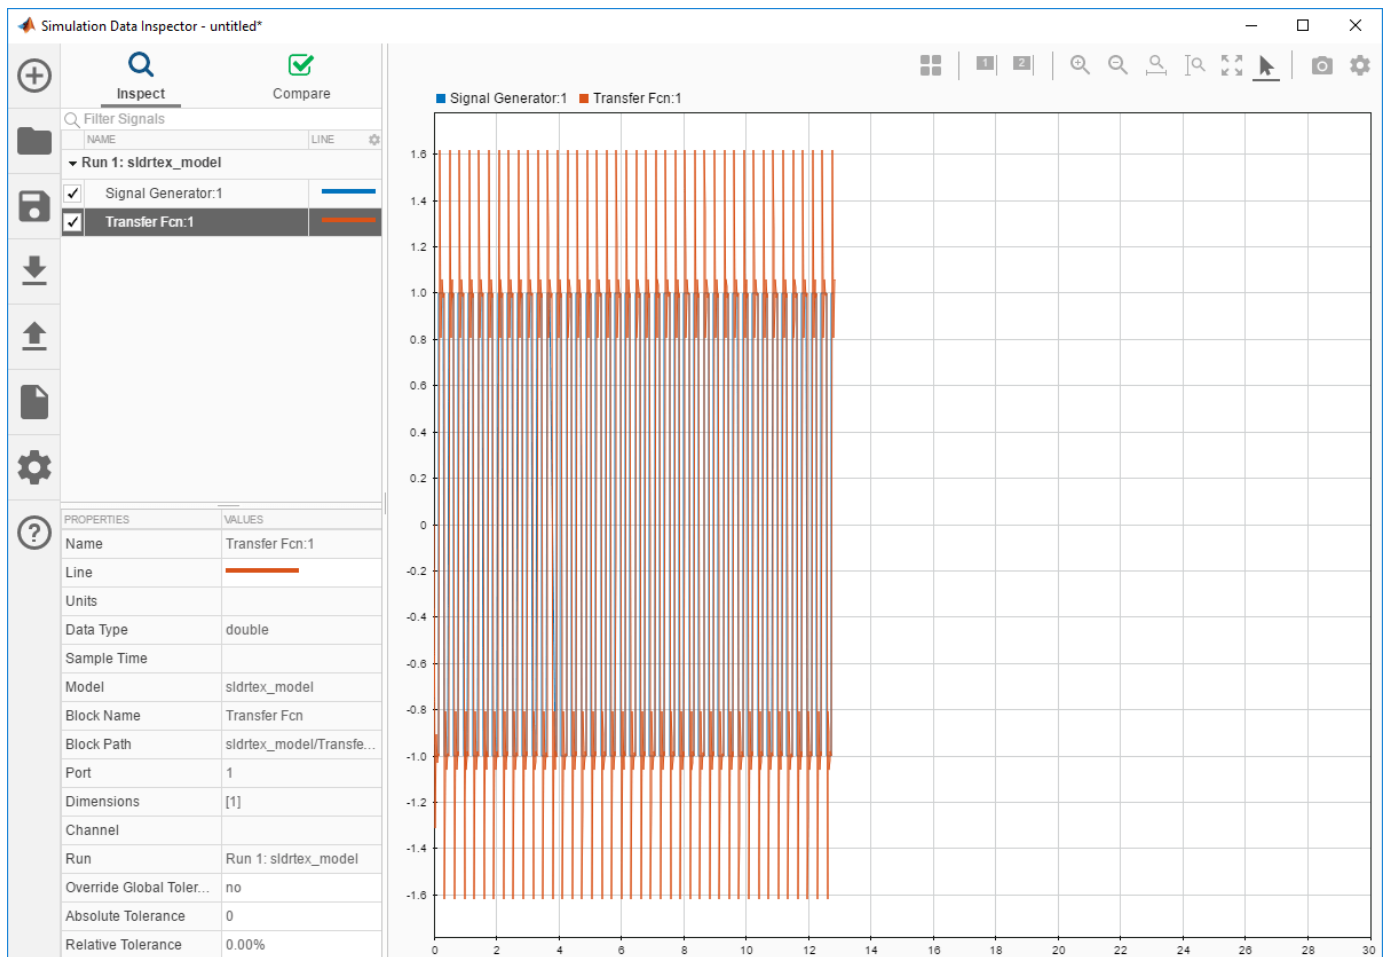 Simulation Data Inspector - untitled*
Inspect
Compare
1
2
Filter Signals
NAME
LINE
Run 1: sldrtex_model
Signal Generator:1
Transfer Fcn:1
Signal Generator:1
Transfer Fcn:1
1.6
1.4
1.2
1.0
0.8
0.6
0.4
0.2
0
-0.2
-0.4
-0.6
-0.8
-1.0
-1.2
-1.4
-1.6
0 2 4 6 8 10 12 14 16 18 20 22 24 26 28 30
PROPERTIES VALUES
Name Transfer Fcn:1
Line
Units
Data Type double
Sample Time
Model sldrtex_model
Block Name Transfer Fcn
Block Path sldrtex_model/Transfe...
Port 1
Dimensions [1]
Channel
Run Run 1: sldrtex_model
Override Global Toler... no
Absolute Tolerance 0
Relative Tolerance 0.00%